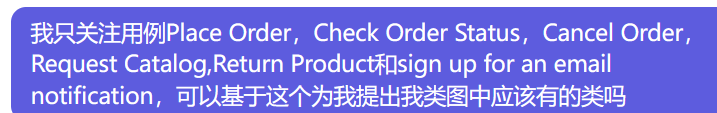 我只关注用例Place Order，Check Order Status，Cancel Order，
Request Catalog,Return Product和sign up for an email
notification，可以基于这个为我提出我类图中应该有的类吗